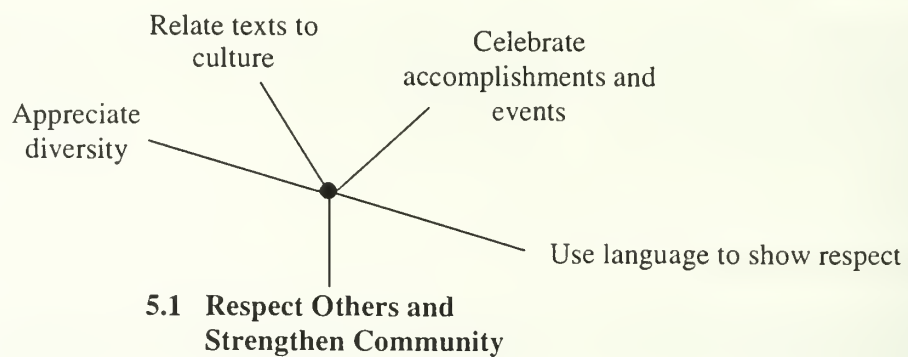 Relate texts to
culture
Celebrate
accomplishments and
events
Appreciate
diversity
Use language to show respect
5.1 Respect Others and
Strengthen Community